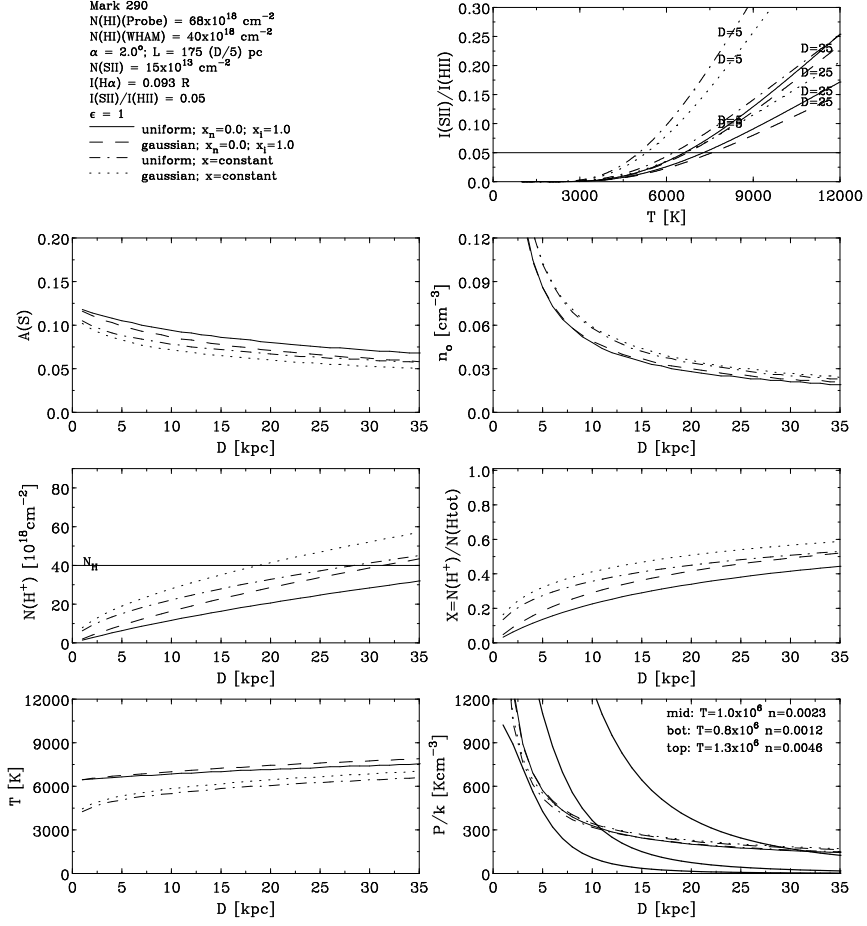 Mark 290
N(HI)(Probe) = 68x10^18 cm^-2
N(HI)(WHAM) = 40x10^18 cm^-2
α = 2.0°; L = 175 (D/5) pc
N(SII) = 15x10^13 cm^-2
I(Hα) = 0.093 R
I(SII)/I(HII) = 0.05
ϵ = 1
uniform; x_n=0.0; x_i=1.0
gaussian; x_n=0.0; x_i=1.0
uniform; x=constant
gaussian; x=constant
I(SII)/I(HII)
0.30
0.25
0.20
0.15
0.10
0.05
0.00
D=5
D=5
D=5
D=5
D=25
D=25
D=25
D=25
3000 6000 9000 12000
T [K]
A(S)
0.20
0.15
0.10
0.05
0.0
0 5 10 15 20 25 30 35
D [kpc]
n_o [cm^-3]
0.12
0.09
0.06
0.03
0.0
0 5 10 15 20 25 30 35
D [kpc]
N(H^+) [10^18cm^-2]
80
60
40
20
0
N_H
0 5 10 15 20 25 30 35
D [kpc]
X=N(H^+)/N(Htot)
1.0
0.8
0.6
0.4
0.2
0.0
0 5 10 15 20 25 30 35
D [kpc]
T [K]
12000
9000
6000
3000
0
0 5 10 15 20 25 30 35
D [kpc]
P/k [Kcm^-3]
1200
900
600
300
0
mid: T=1.0x10^6 n=0.0023
bot: T=0.8x10^6 n=0.0012
top: T=1.3x10^6 n=0.0046
0 5 10 15 20 25 30 35
D [kpc]